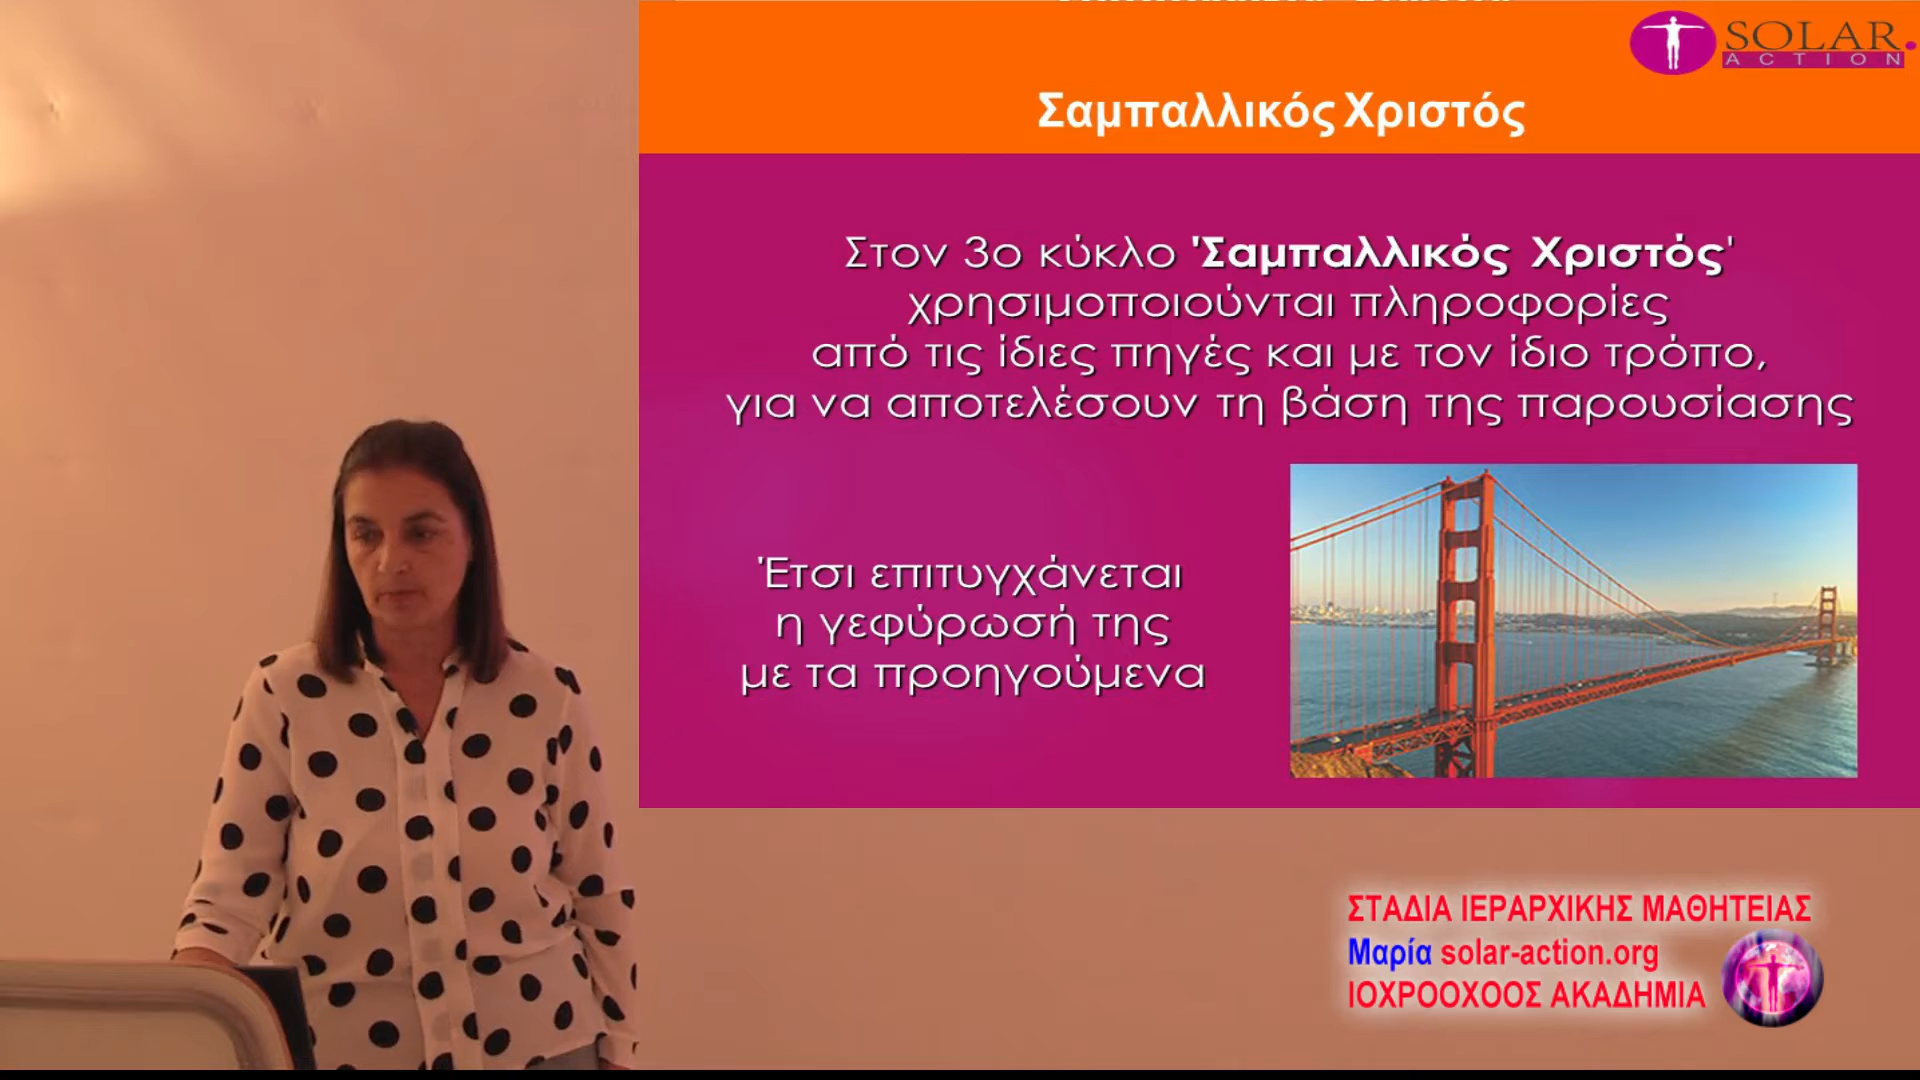 SOLAR.
ACTION
Σαμπαλλικός Χριστός
Στον 3ο κύκλο 'Σαμπαλλικός Χριστός'
χρησιμοποιούνται πληροφορίες
από τις ίδιες πηγές και με τον ίδιο τρόπο,
για να αποτελέσουν τη βάση της παρουσίασης
Έτσι επιτυγχάνεται
η γεφύρωσή της
με τα προηγούμενα
ΣΤΑΔΙΑ ΙΕΡΑΡΧΙΚΗΣ ΜΑΘΗΤΕΙΑΣ
Μαρία solar-action.org
ΙΟΧΡΟΟΧΟΟΣ ΑΚΑΔΗΜΙΑ